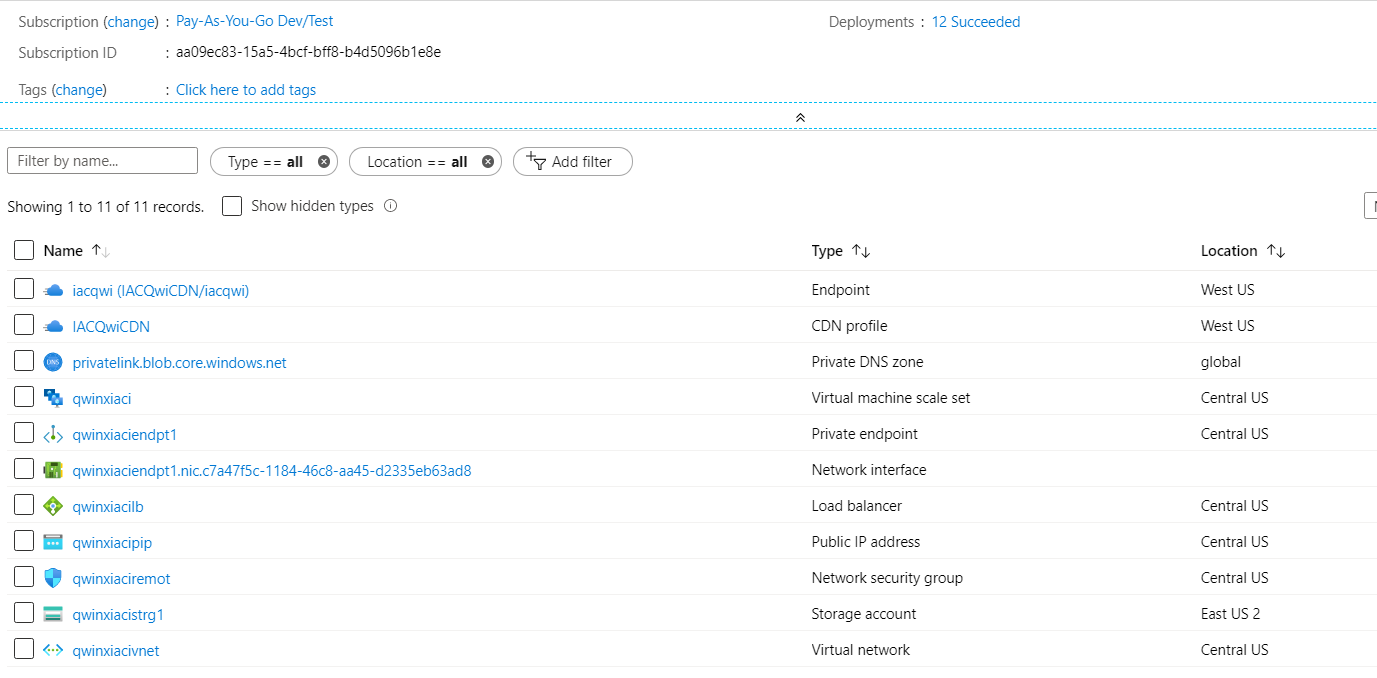 Subscription (change) : Pay-As-You-Go Dev/Test Deployments : 12 Succeeded
Subscription ID : aa09ec83-15a5-4bcf-bff8-b4d5096b1e8e
Tags (change) : Click here to add tags
Filter by name... Type == all Location == all Add filter
Showing 1 to 11 of 11 records. Show hidden types
Name Type Location
iacqwi (IACQwiCDN/iacqwi) Endpoint West US
IACQwiCDN CDN profile West US
DNS privatelink.blob.core.windows.net Private DNS zone global
qwinxiaci Virtual machine scale set Central US
qwinxiaciendpt1 Private endpoint Central US
qwinxiaciendpt1.nic.c7a47f5c-1184-46c8-aa45-d2335eb63ad8 Network interface
qwinxiacilb Load balancer Central US
qwinxiacipip Public IP address Central US
qwinxiaciremot Network security group Central US
qwinxiacistrg1 Storage account East US 2
qwinxiacivnet Virtual network Central US